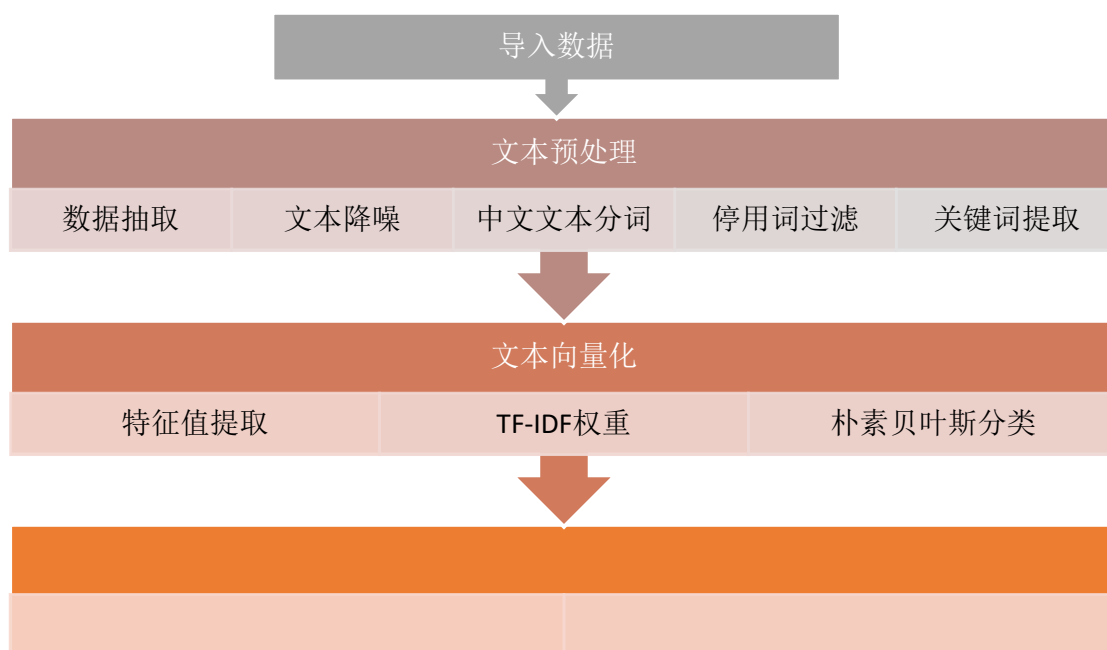 导入数据
文本预处理
数据抽取 文本降噪 中文文本分词 停用词过滤 关键词提取
文本向量化
特征值提取 TF-IDF权重 朴素贝叶斯分类